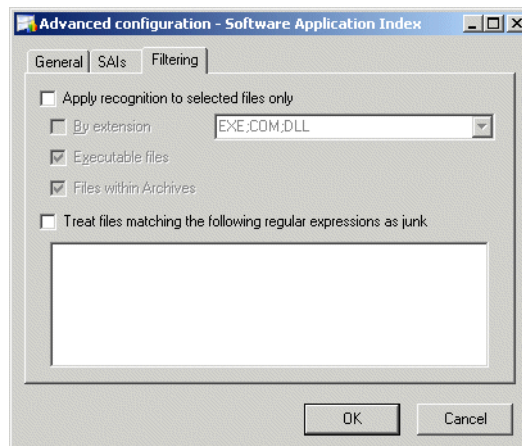 Advanced configuration - Software Application Index
General SAIs Filtering
Apply recognition to selected files only
By extension EXE;COM;DLL
Executable files
Files within Archives
Treat files matching the following regular expressions as junk
OK Cancel